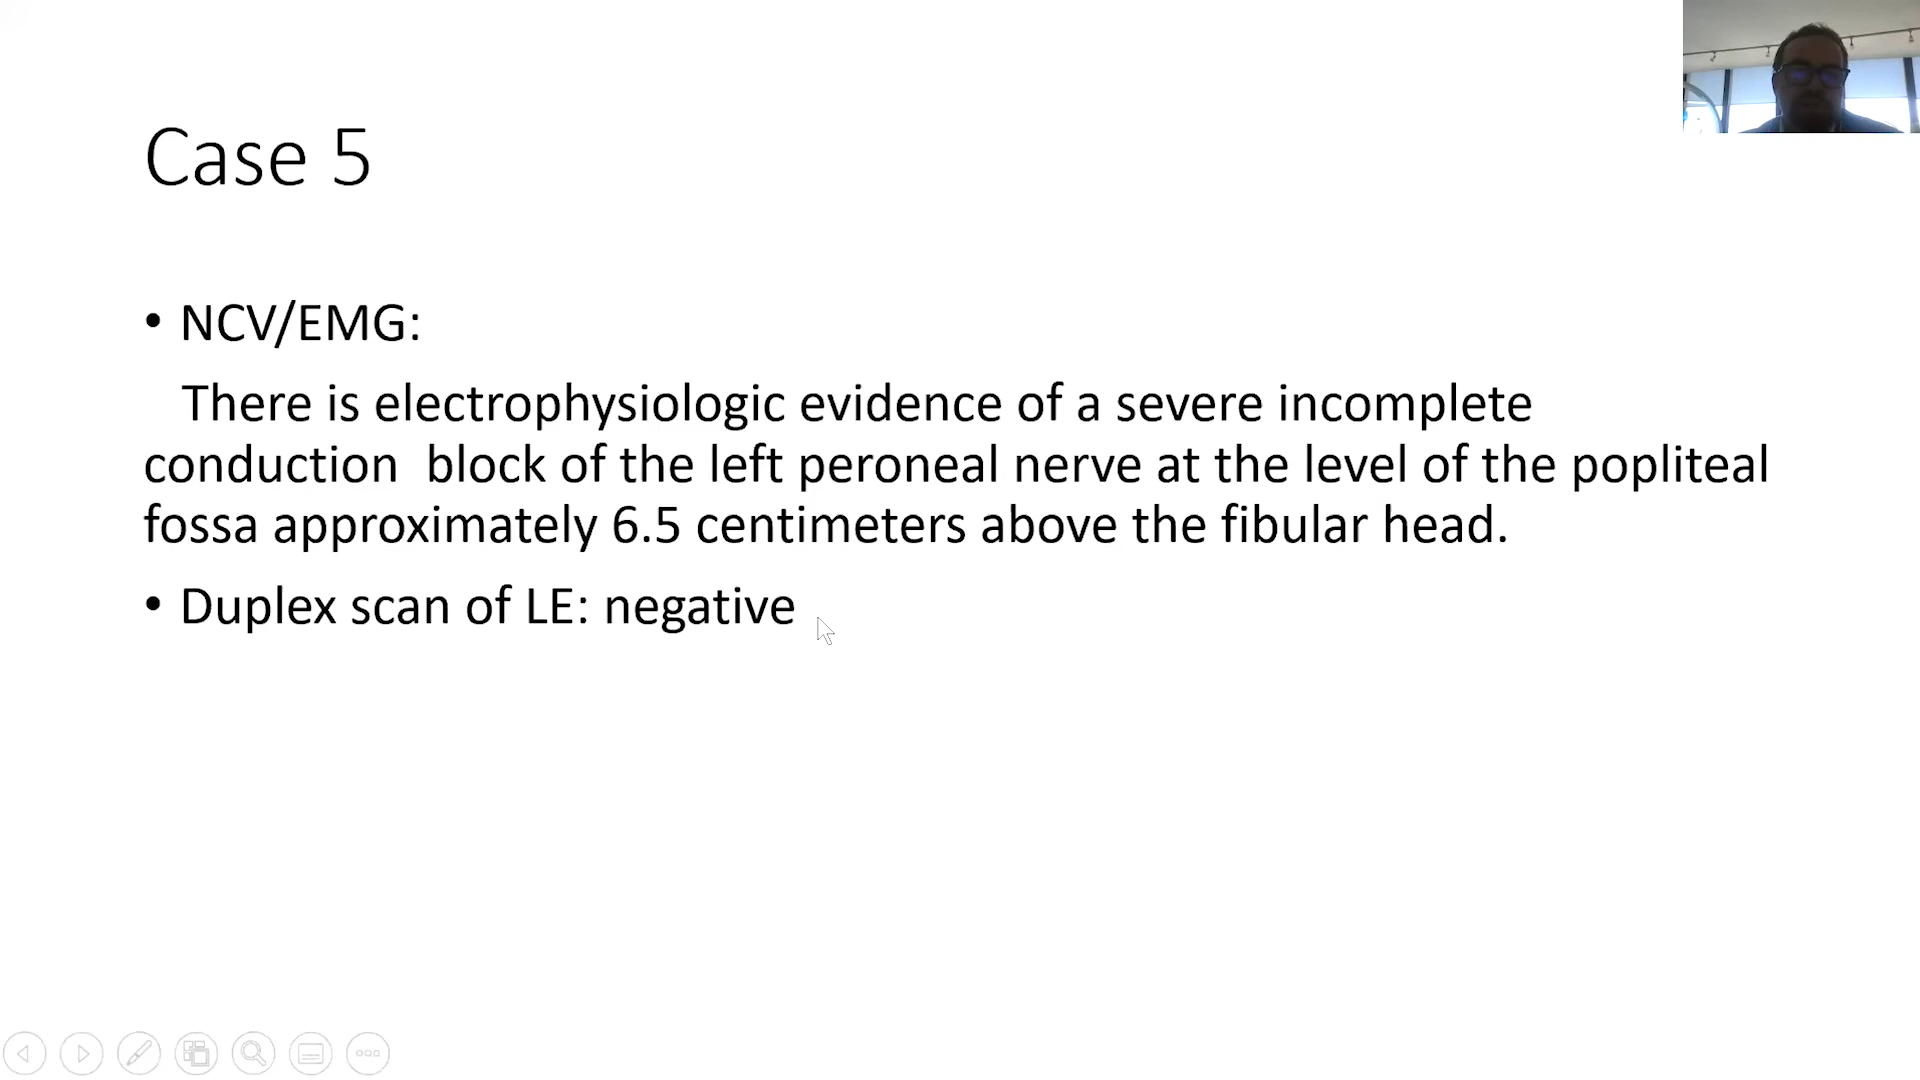 Case 5
• NCV/EMG:
There is electrophysiologic evidence of a severe incomplete
conduction  block of the left peroneal nerve at the level of the popliteal
fossa approximately 6.5 centimeters above the fibular head.
• Duplex scan of LE: negative